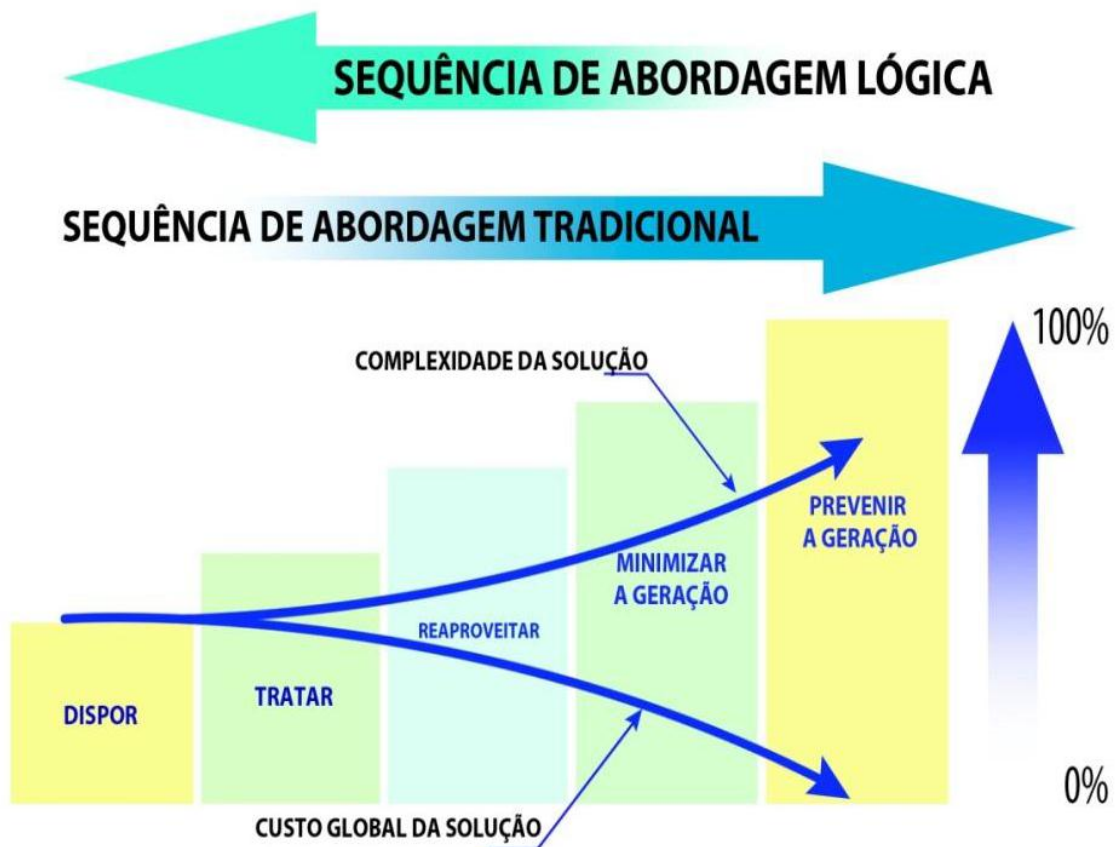 SEQUÊNCIA DE ABORDAGEM LÓGICA
SEQUÊNCIA DE ABORDAGEM TRADICIONAL
100%
COMPLEXIDADE DA SOLUÇÃO
PREVENIR
A GERAÇÃO
MINIMIZAR
A GERAÇÃO
REAPROVEITAR
TRATAR
DISPOR
0%
CUSTO GLOBAL DA SOLUÇÃO